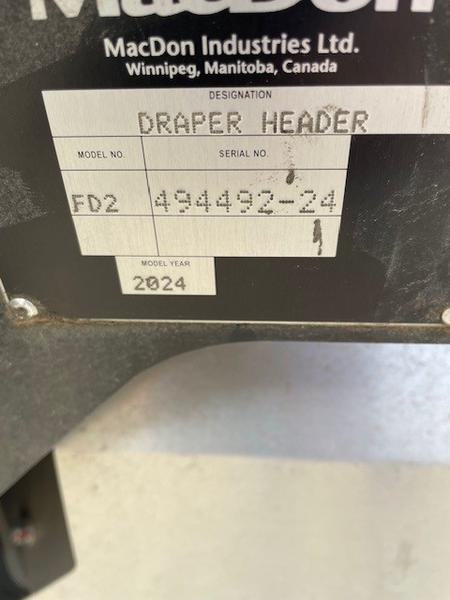 MacDon
MacDon Industries Ltd.
Winnipeg, Manitoba, Canada
DESIGNATION
DRAPER HEADER
MODEL NO. SERIAL NO.
FD2 494492-24
MODEL YEAR
2024